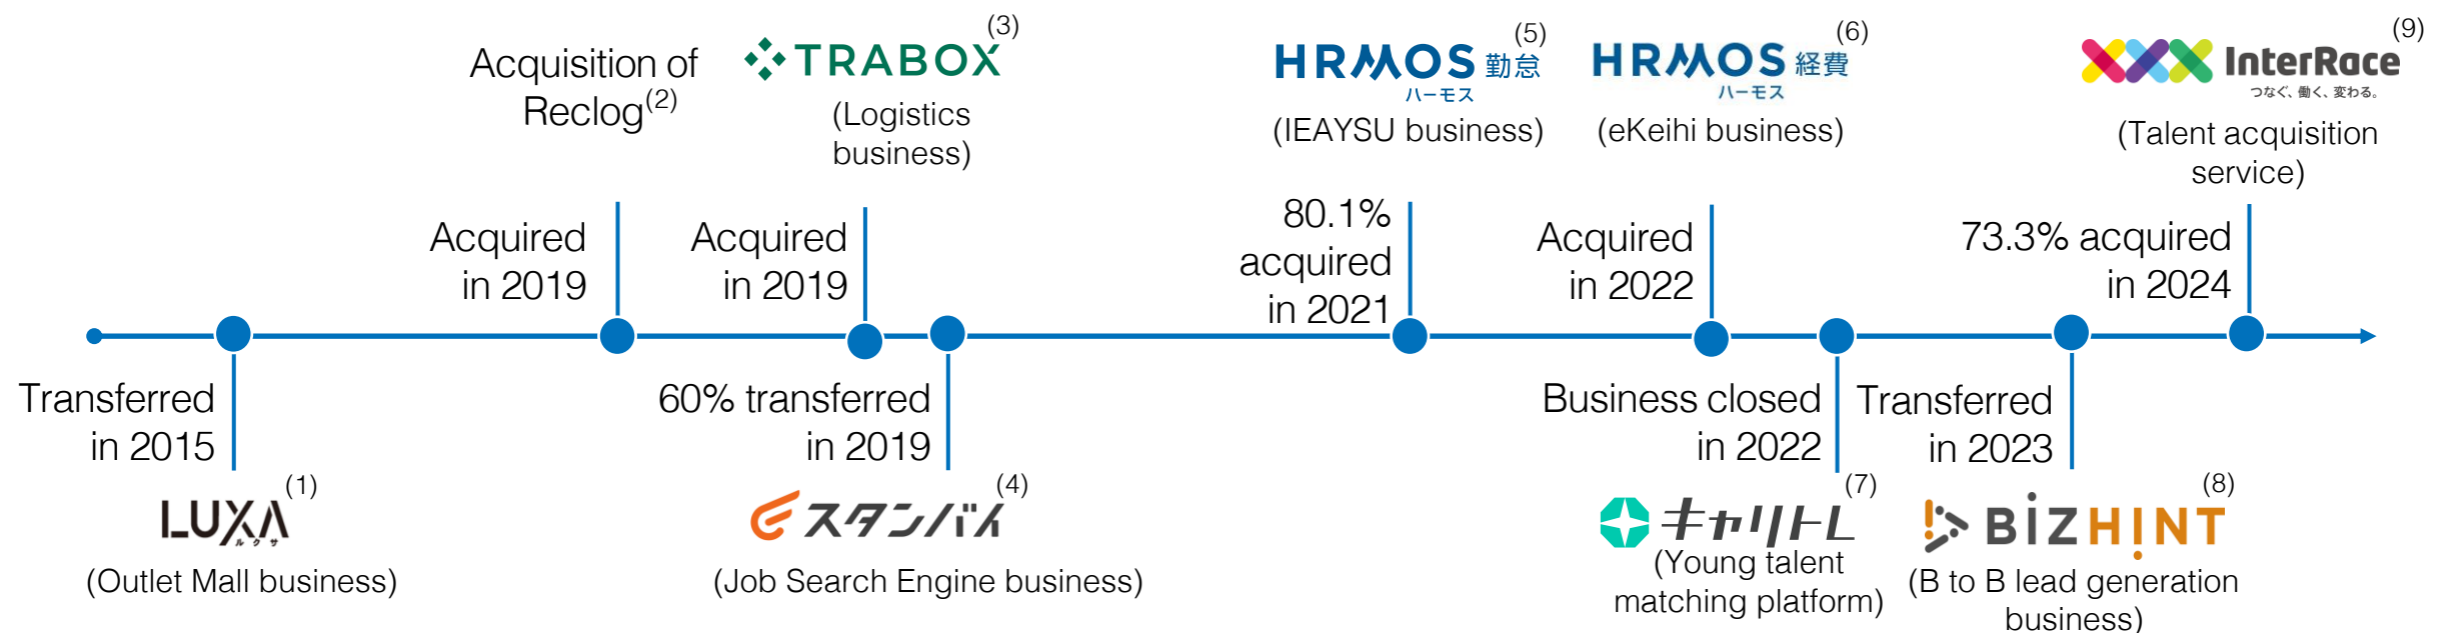 Acquisition of
Reclog(2)
Acquired
in 2019
TRABOX
(3)
(Logistics
business)
Acquired
in 2019
HRMOS 勤怠
ハーモス
(5)
(IEAYSU business)
80.1%
acquired
in 2021
HRMOS 経費
ハーモス
(6)
(eKeihi business)
Acquired
in 2022
InterRace
つなぐ、働く、変わる。
(9)
(Talent acquisition
service)
73.3% acquired
in 2024
Transferred
in 2015
LUXA
ルクサ
(1)
(Outlet Mall business)
60% transferred
in 2019
スタンバイ
(4)
(Job Search Engine business)
Business closed
in 2022
キャリトレ
(7)
(Young talent
matching platform)
Transferred
in 2023
BIZHINT
(8)
(B to B lead generation
business)